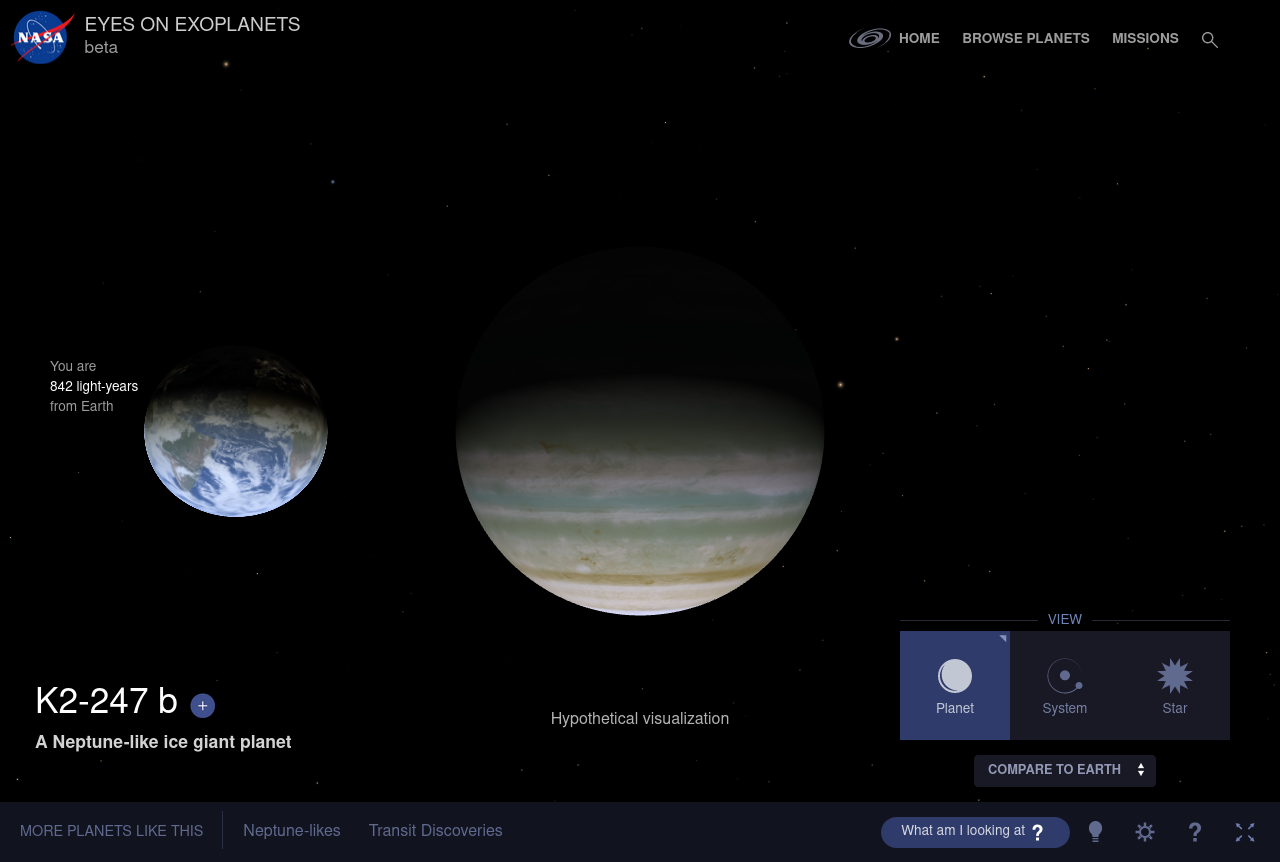 NASA
EYES ON EXOPLANETS
beta
HOME
BROWSE PLANETS
MISSIONS
You are
842 light-years
from Earth
K2-247 b
A Neptune-like ice giant planet
Hypothetical visualization
VIEW
Planet
System
Star
COMPARE TO EARTH
MORE PLANETS LIKE THIS
Neptune-likes
Transit Discoveries
What am I looking at ?
?